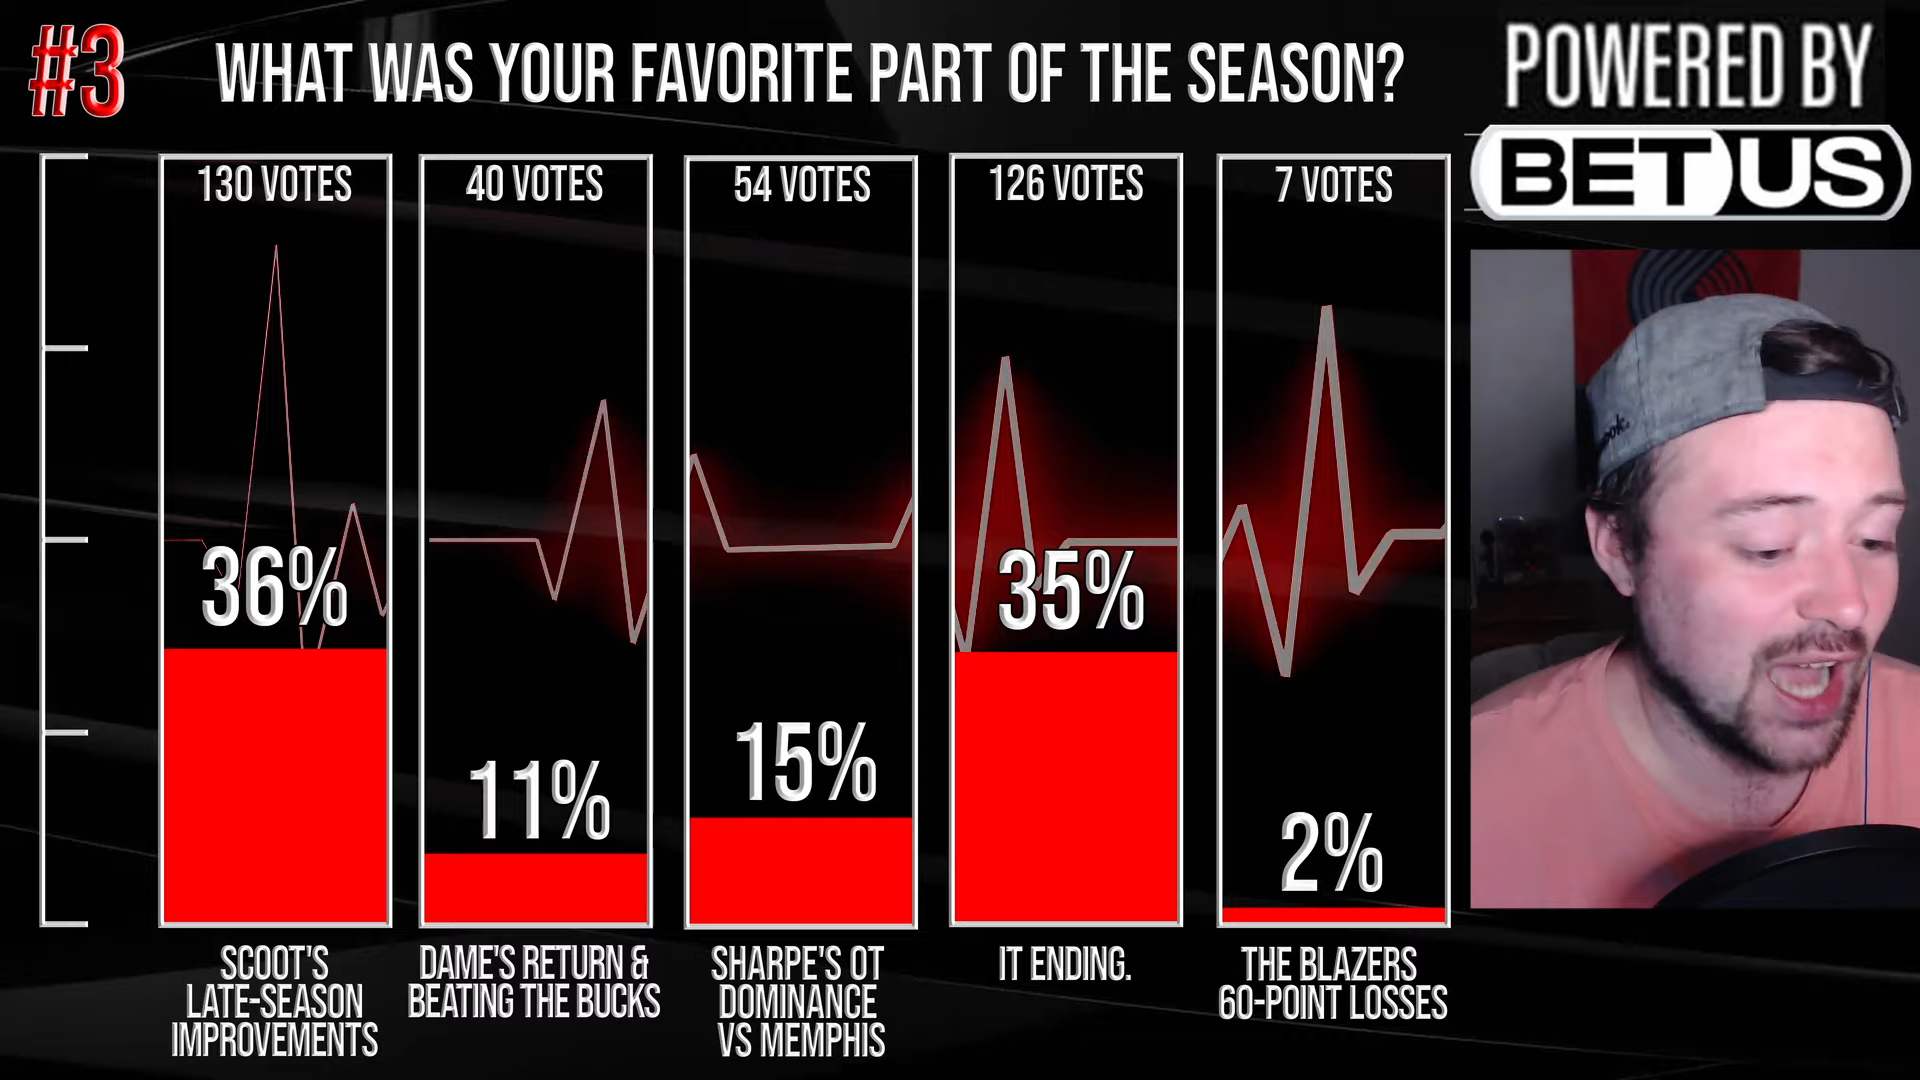 #3
WHAT WAS YOUR FAVORITE PART OF THE SEASON?
POWERED BY
BETUS
130 VOTES
40 VOTES
54 VOTES
126 VOTES
7 VOTES
36%
11%
15%
35%
2%
SCOOT'S
LATE-SEASON
IMPROVEMENTS
DAME'S RETURN &
BEATING THE BUCKS
SHARPE'S OT
DOMINANCE
VS MEMPHIS
IT ENDING.
THE BLAZERS
60-POINT LOSSES